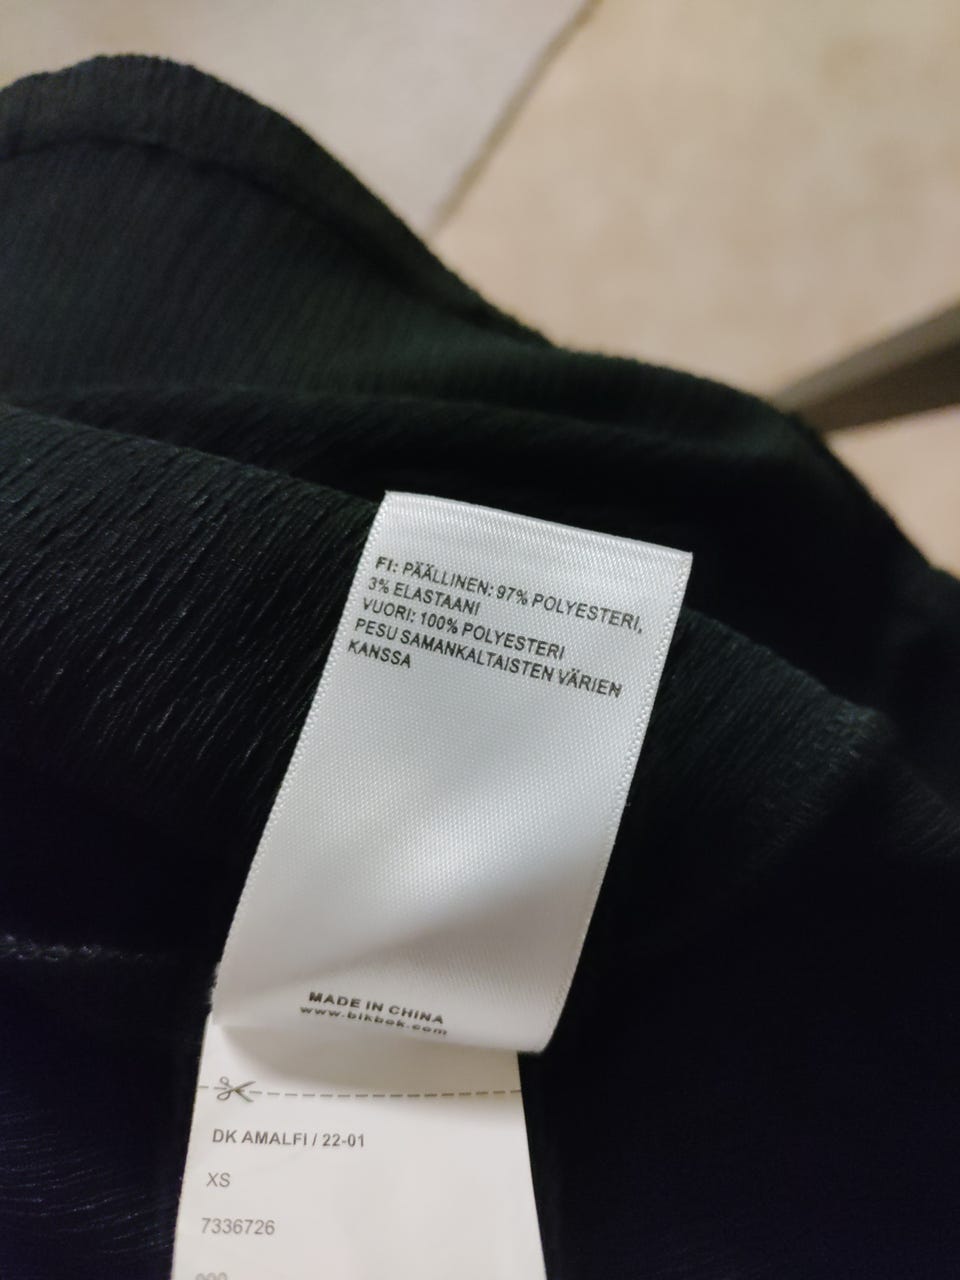 FI: PÄÄLLINEN: 97% POLYESTERI,
3% ELASTAANI
VUORI: 100% POLYESTERI
PESU SAMANKALTAISTEN VÄRIEN
KANSSA
MADE IN CHINA
www.bikbok.com
DK AMALFI / 22-01
XS
7336726